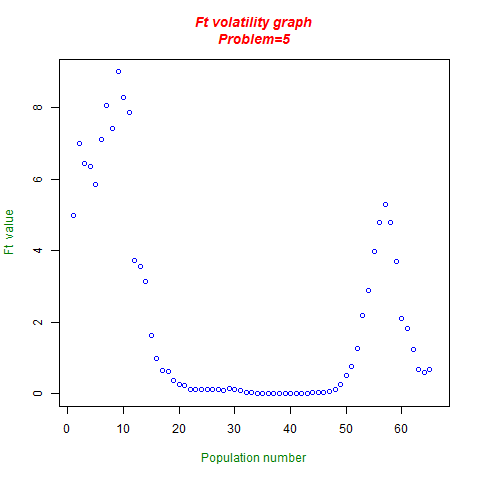 Ft volatility graph
Problem=5
8
6
4
2
0
Ft value
0 10 20 30 40 50 60
Population number